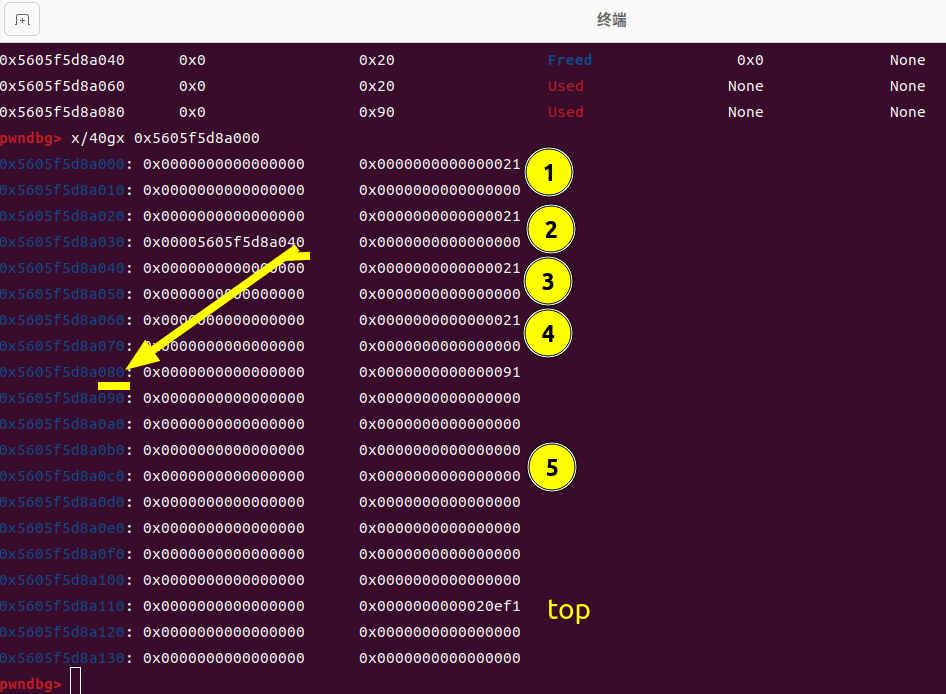 终端
0x5605f5d8a040 0x0 0x20 Freed 0x0 None
0x5605f5d8a060 0x0 0x20 Used None None
0x5605f5d8a080 0x0 0x90 Used None None
pwndbg> x/40gx 0x5605f5d8a000
0x5605f5d8a000: 0x0000000000000000 0x0000000000000021 1
0x5605f5d8a010: 0x0000000000000000 0x0000000000000000
0x5605f5d8a020: 0x0000000000000000 0x0000000000000021 2
0x5605f5d8a030: 0x00005605f5d8a040 0x0000000000000000
0x5605f5d8a040: 0x0000000000000000 0x0000000000000021 3
0x5605f5d8a050: 0x0000000000000000 0x0000000000000000
0x5605f5d8a060: 0x0000000000000000 0x0000000000000021 4
0x5605f5d8a070: 0x0000000000000000 0x0000000000000000
0x5605f5d8a080: 0x0000000000000000 0x0000000000000091
0x5605f5d8a090: 0x0000000000000000 0x0000000000000000
0x5605f5d8a0a0: 0x0000000000000000 0x0000000000000000
0x5605f5d8a0b0: 0x0000000000000000 0x0000000000000000 5
0x5605f5d8a0c0: 0x0000000000000000 0x0000000000000000
0x5605f5d8a0d0: 0x0000000000000000 0x0000000000000000
0x5605f5d8a0e0: 0x0000000000000000 0x0000000000000000
0x5605f5d8a0f0: 0x0000000000000000 0x0000000000000000
0x5605f5d8a100: 0x0000000000000000 0x0000000000000000
0x5605f5d8a110: 0x0000000000000000 0x0000000000020ef1 top
0x5605f5d8a120: 0x0000000000000000 0x0000000000000000
0x5605f5d8a130: 0x0000000000000000 0x0000000000000000
pwndbg>